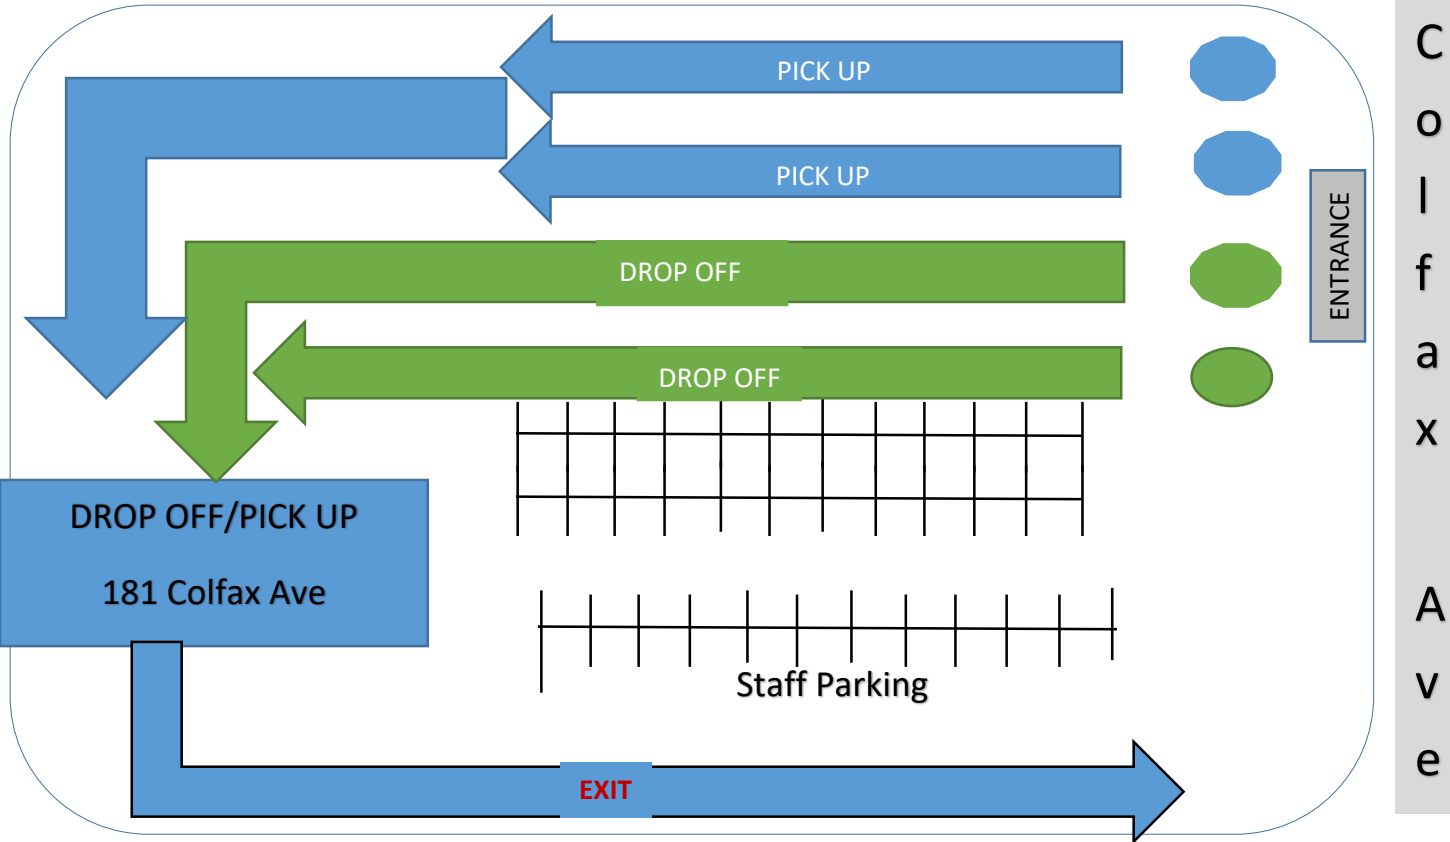 PICK UP
PICK UP
DROP OFF
DROP OFF
ENTRANCE
Colfax Ave
DROP OFF/PICK UP
181 Colfax Ave
Staff Parking
EXIT